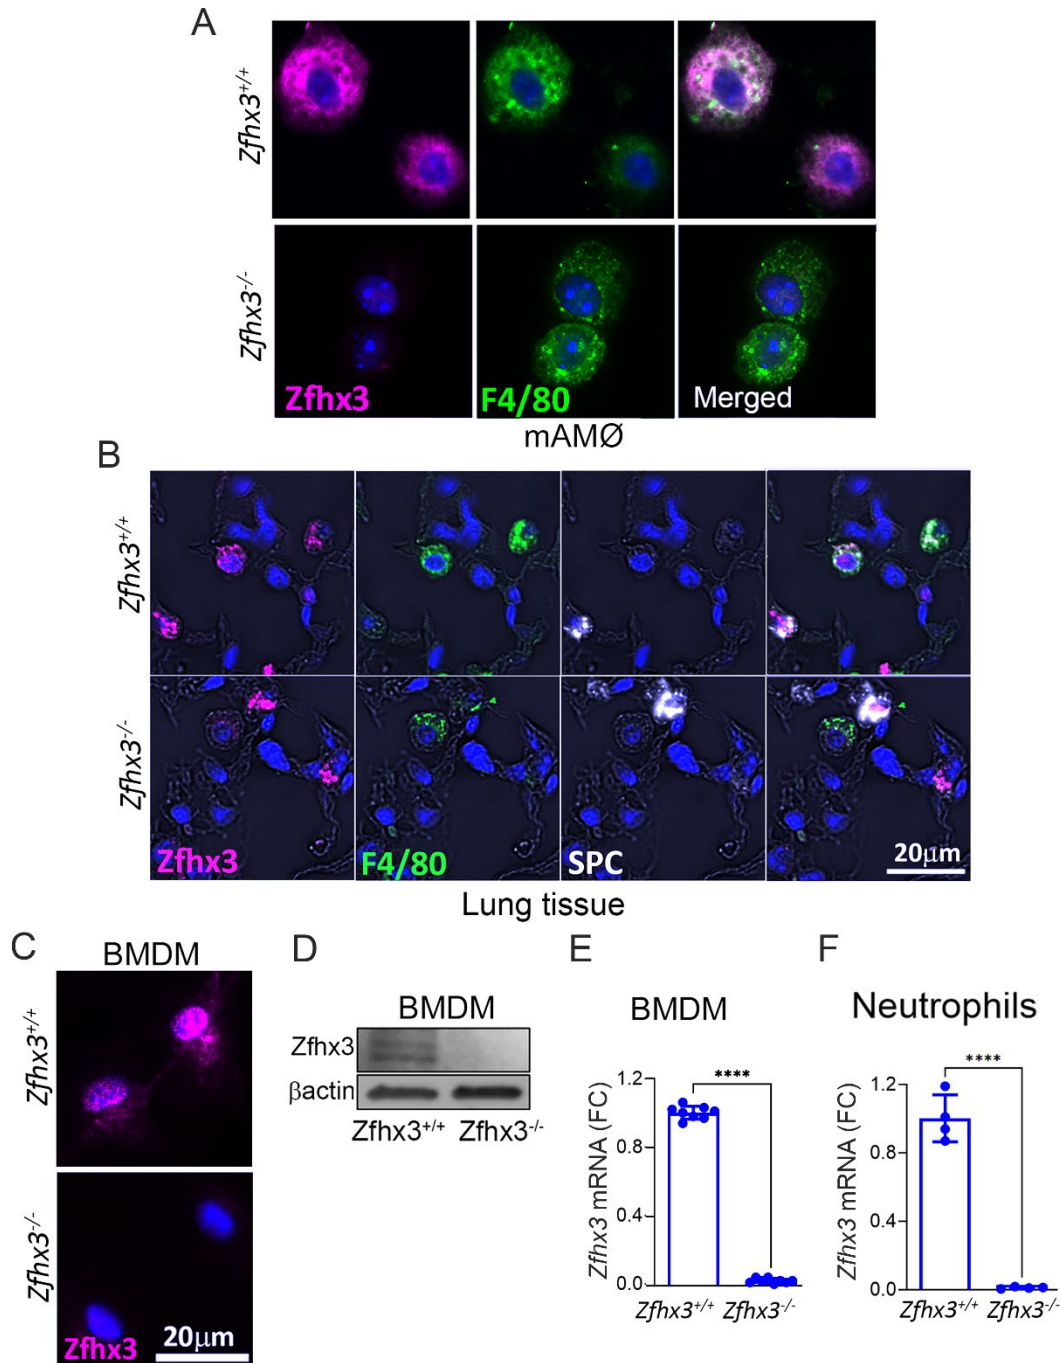 A
Zfhx3+/+
Zfhx3-/-
Zfhx3
F4/80
Merged
mAMØ
B
Zfhx3+/+
Zfhx3-/-
Zfhx3
F4/80
SPC
20μm
Lung tissue
C
BMDM
Zfhx3+/+
Zfhx3-/-
Zfhx3
20μm
D
BMDM
Zfhx3
βactin
Zfhx3+/+ Zfhx3-/-
E
BMDM
****
Zfhx3 mRNA (FC)
1.2
0.8
0.4
0.0
Zfhx3+/+ Zfhx3-/-
F
Neutrophils
****
Zfhx3 mRNA (FC)
1.2
0.8
0.4
0.0
Zfhx3+/+ Zfhx3-/-